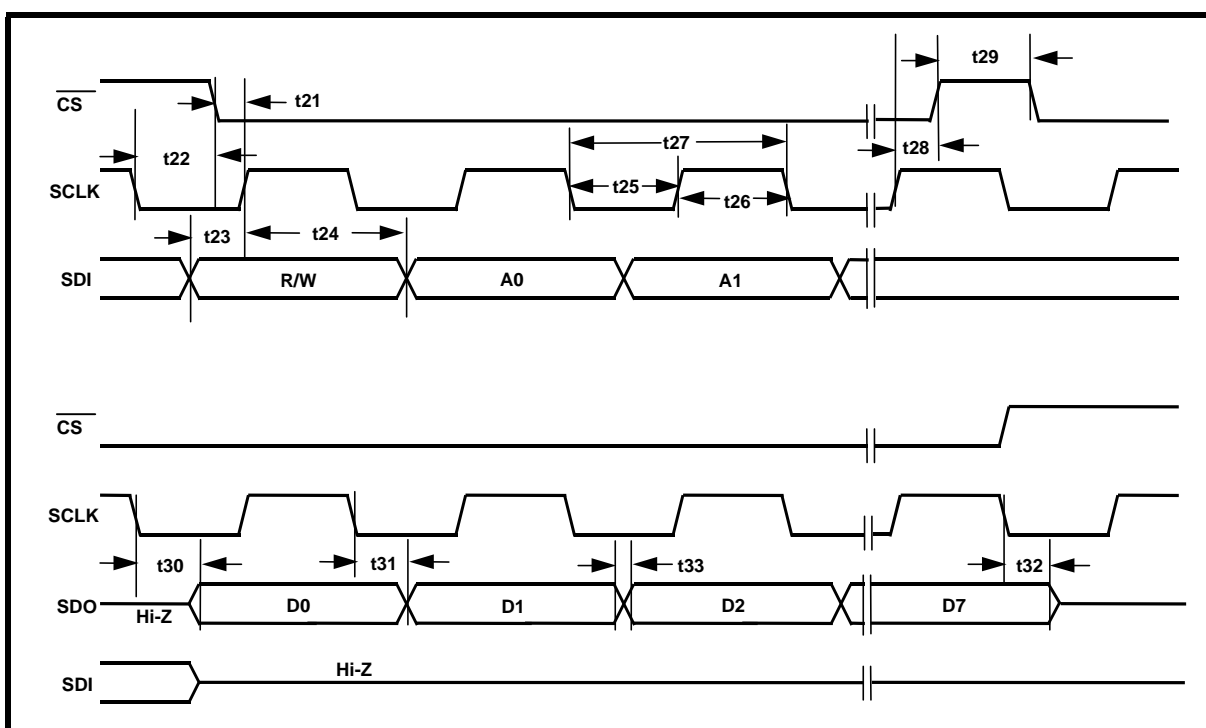 t29
CS
t21
t27
t22
t28
SCLK
t25
t26
t23
t24
SDI
R/W
A0
A1
CS
SCLK
t30
t31
t33
t32
SDO
Hi-Z
D0
D1
D2
D7
Hi-Z
SDI